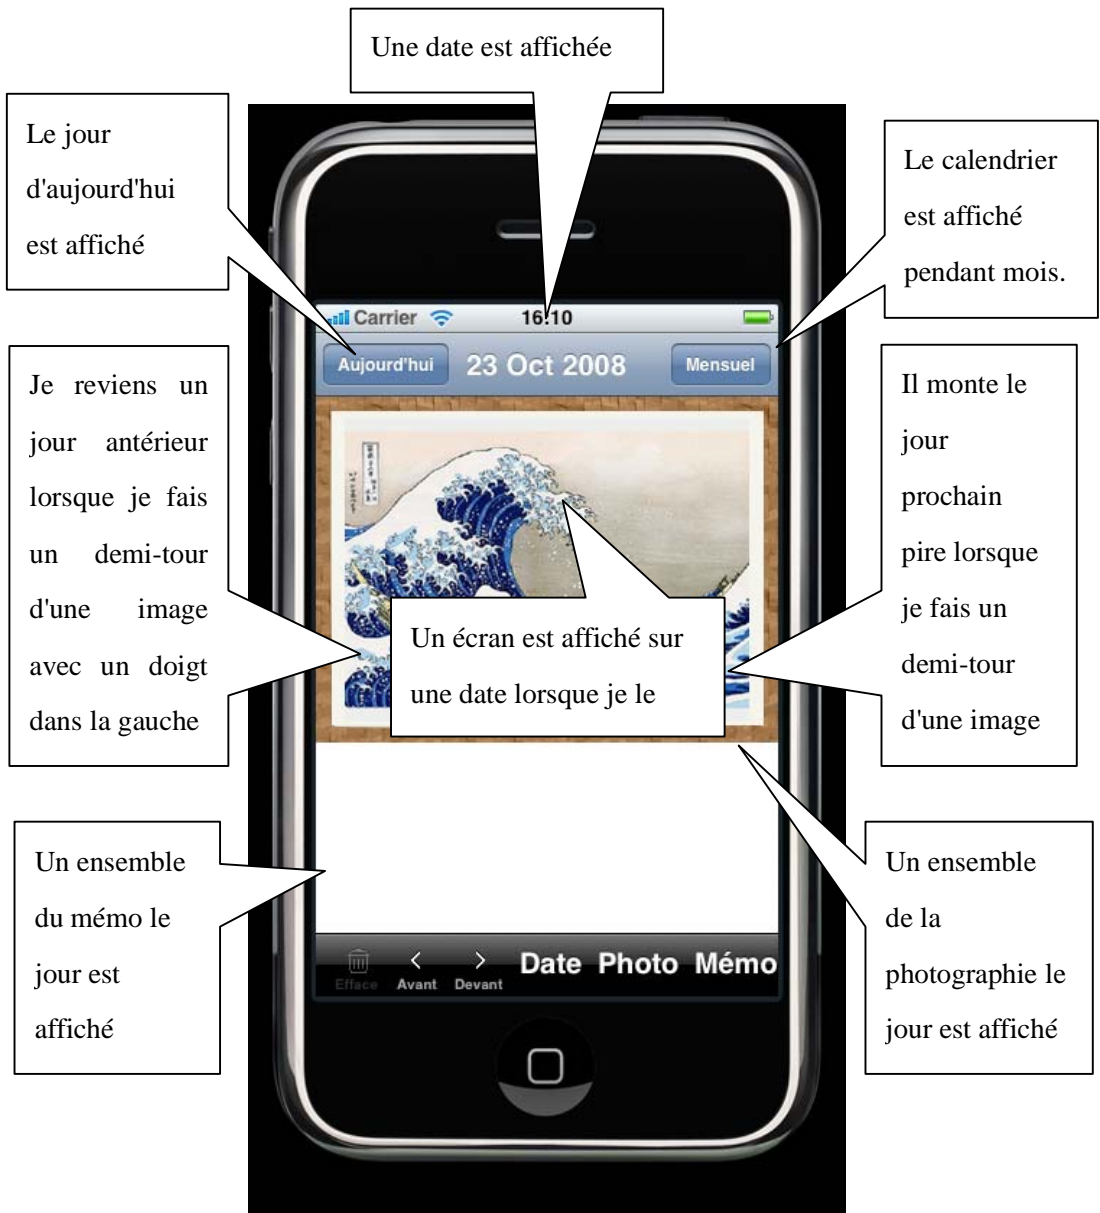 Une date est affichée
Le jour
d'aujourd'hui
est affiché
Le calendrier
est affiché
pendant mois.
Carrier
16:10
Aujourd'hui
23 Oct 2008
Mensuel
Je reviens un
jour antérieur
lorsque je fais
un demi-tour
d'une image
avec un doigt
dans la gauche
Un écran est affiché sur
une date lorsque je le
Il monte le
jour
prochain
pire lorsque
je fais un
demi-tour
d'une image
Un ensemble
du mémo le
jour est
affiché
Un ensemble
de la
photographie le
jour est affiché
Efface
Avant
Devant
Date Photo Mémo